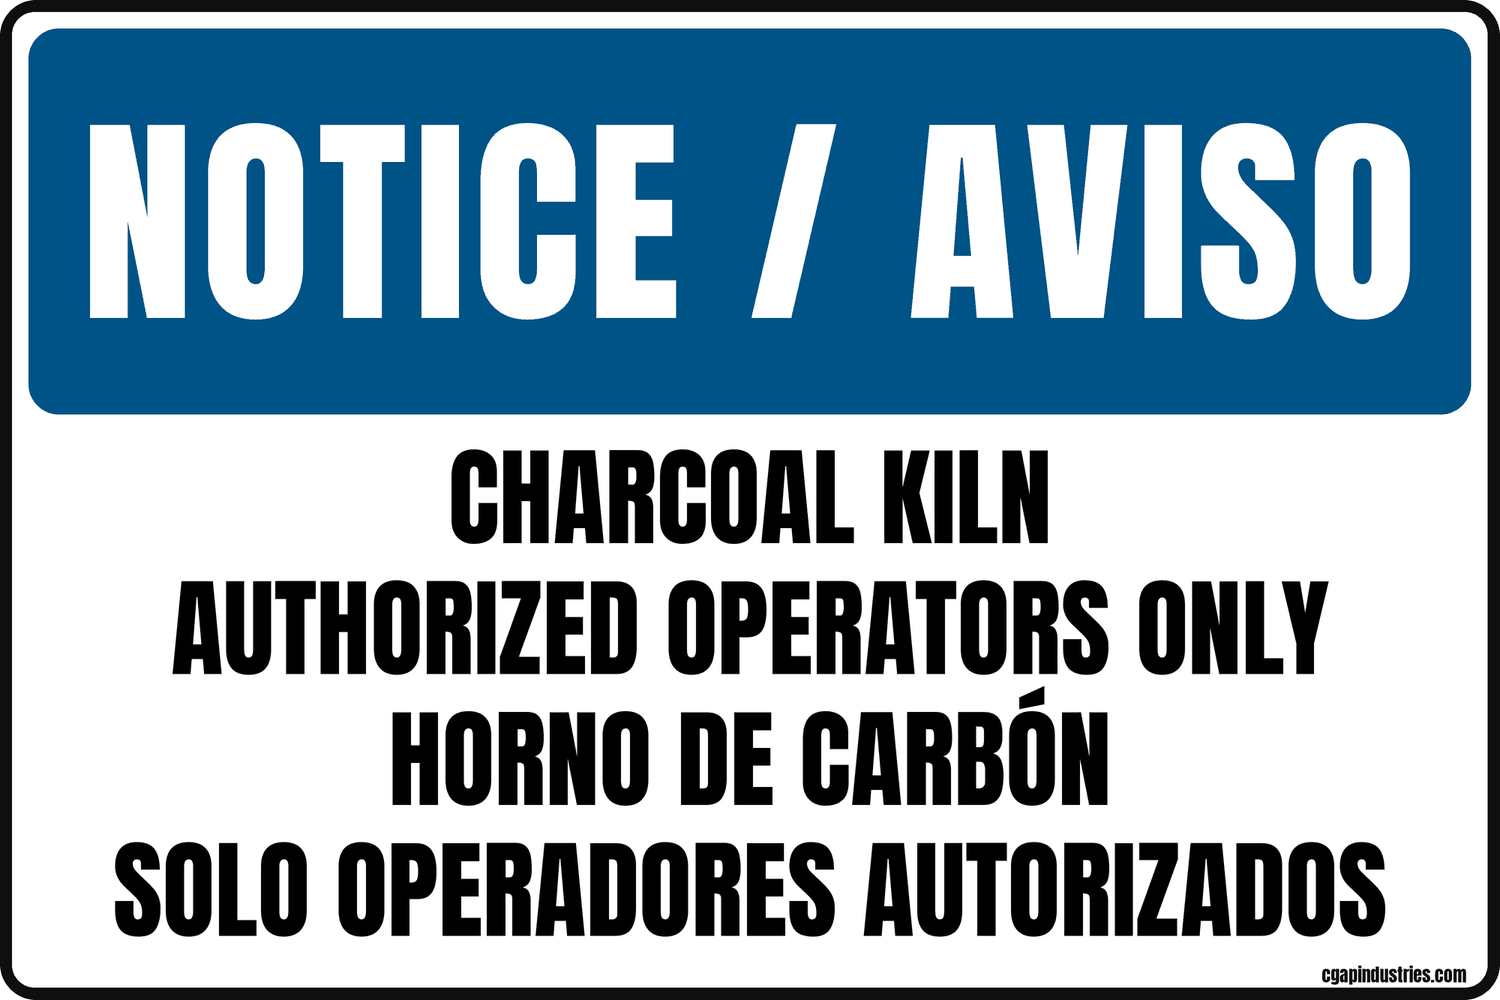 NOTICE / AVISO
CHARCOAL KILN
AUTHORIZED OPERATORS ONLY
HORNO DE CARBÓN
SOLO OPERADORES AUTORIZADOS
cgapindustries.com